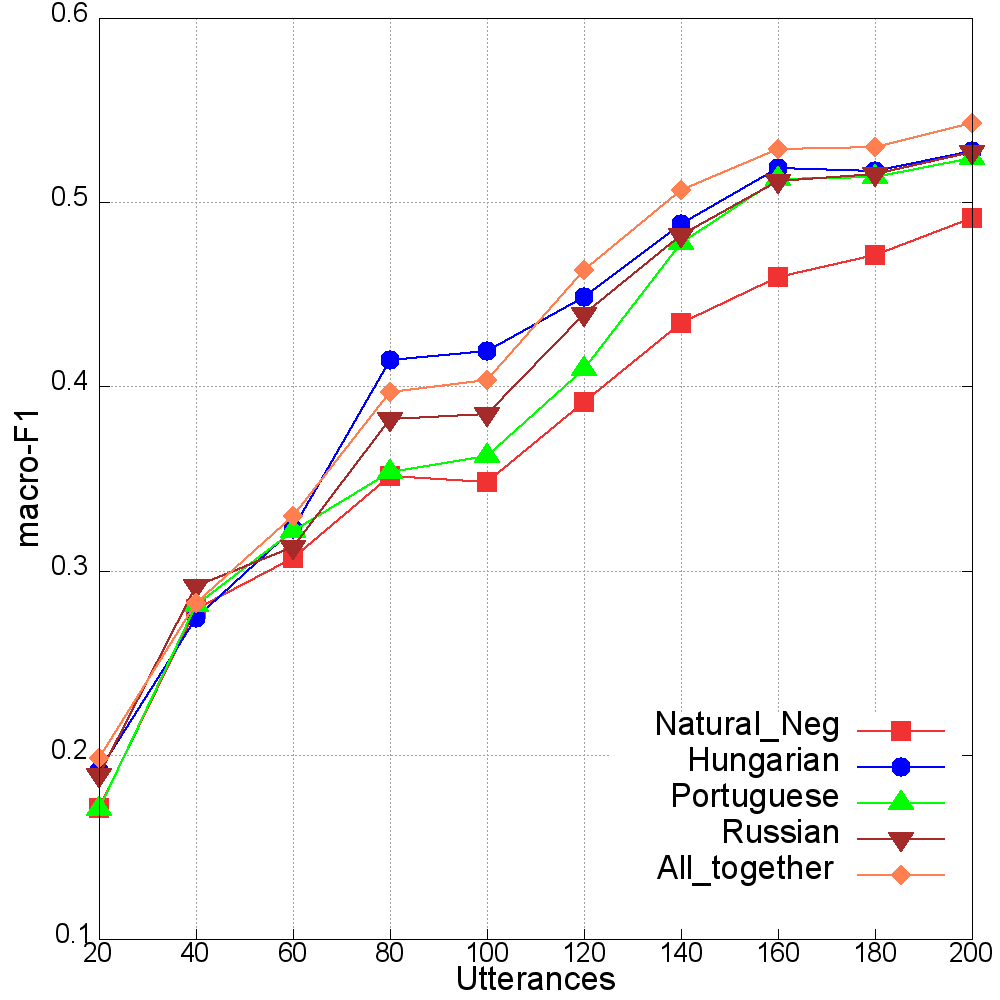 0.6
0.5
0.4
0.3
0.2
0.1
macro-F1
Natural_Neg
Hungarian
Portuguese
Russian
All_together
20 40 60 80 100 120 140 160 180 200
Utterances